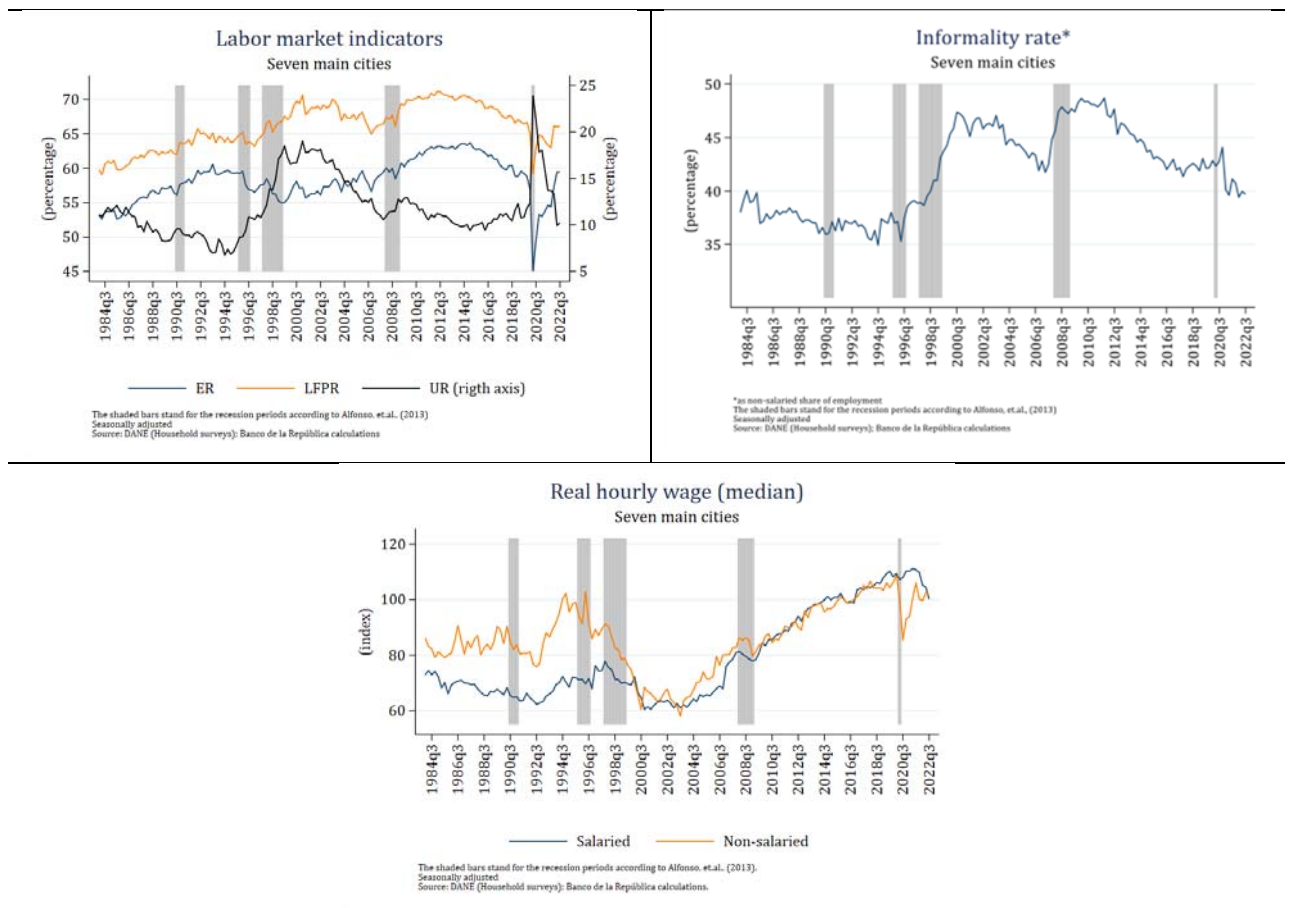 Labor market indicators
Seven main cities
(percentage)
70
65
60
55
50
45
25
20
15
10
5
(percentage)
1984q3
1986q3
1988q3
1990q3
1992q3
1994q3
1996q3
1998q3
2000q3
2002q3
2004q3
2006q3
2008q3
2010q3
2012q3
2014q3
2016q3
2018q3
2020q3
2022q3
ER LFPR UR (rigth axis)
The shaded bars stand for the recession periods according to Alfonso, et.al., (2013)
Seasonally adjusted
Source: DANE (Household surveys); Banco de la República calculations
Informality rate*
Seven main cities
(percentage)
50
45
40
35
1984q3
1986q3
1988q3
1990q3
1992q3
1994q3
1996q3
1998q3
2000q3
2002q3
2004q3
2006q3
2008q3
2010q3
2012q3
2014q3
2016q3
2018q3
2020q3
2022q3
*as non-salaried share of employment
The shaded bars stand for the recession periods according to Alfonso, et.al, (2013)
Seasonally adjusted
Source: DANE (Household surveys); Banco de la República calculations
Real hourly wage (median)
Seven main cities
(index)
120
100
80
60
1984q3
1986q3
1988q3
1990q3
1992q3
1994q3
1996q3
1998q3
2000q3
2002q3
2004q3
2006q3
2008q3
2010q3
2012q3
2014q3
2016q3
2018q3
2020q3
2022q3
Salaried Non-salaried
The shaded bars stand for the recession periods according to Alfonso. et.al.. (2013).
Seasonally adjusted
Source: DANE (Household surveys); Banco de la República calculations.